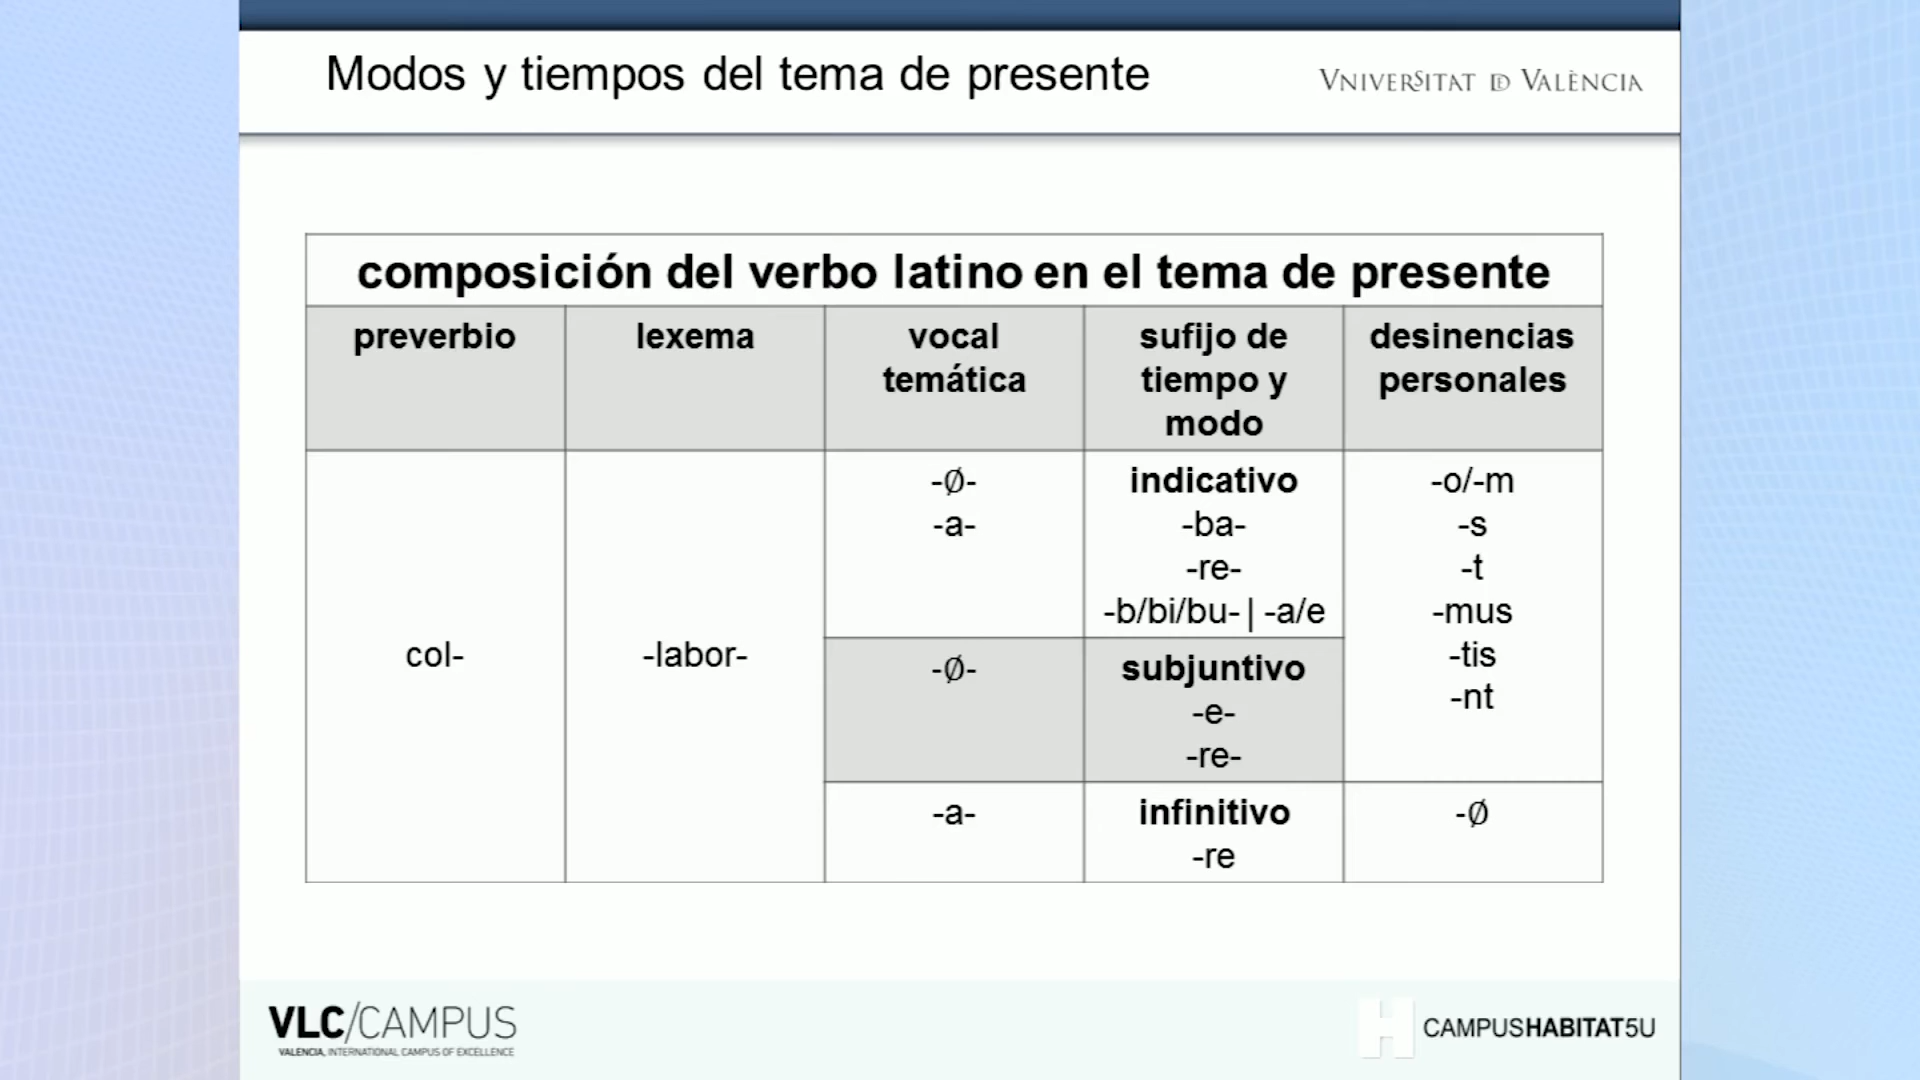 Modos y tiempos del tema de presente
VNIVERSITAT DE VALÈNCIA
composición del verbo latino en el tema de presente
preverbio
lexema
vocal
temática
sufijo de
tiempo y
modo
desinencias
personales
col-
-labor-
-Ø-
-a-
indicativo
-ba-
-re-
-b/bi/bu- | -a/e
-o/-m
-s
-t
-mus
-tis
-nt
-Ø-
subjuntivo
-e-
-re-
-a-
infinitivo
-re
-Ø
VLC/CAMPUS
VALENCIA, INTERNATIONAL CAMPUS OF EXCELLENCE
H CAMPUSHABITAT5U